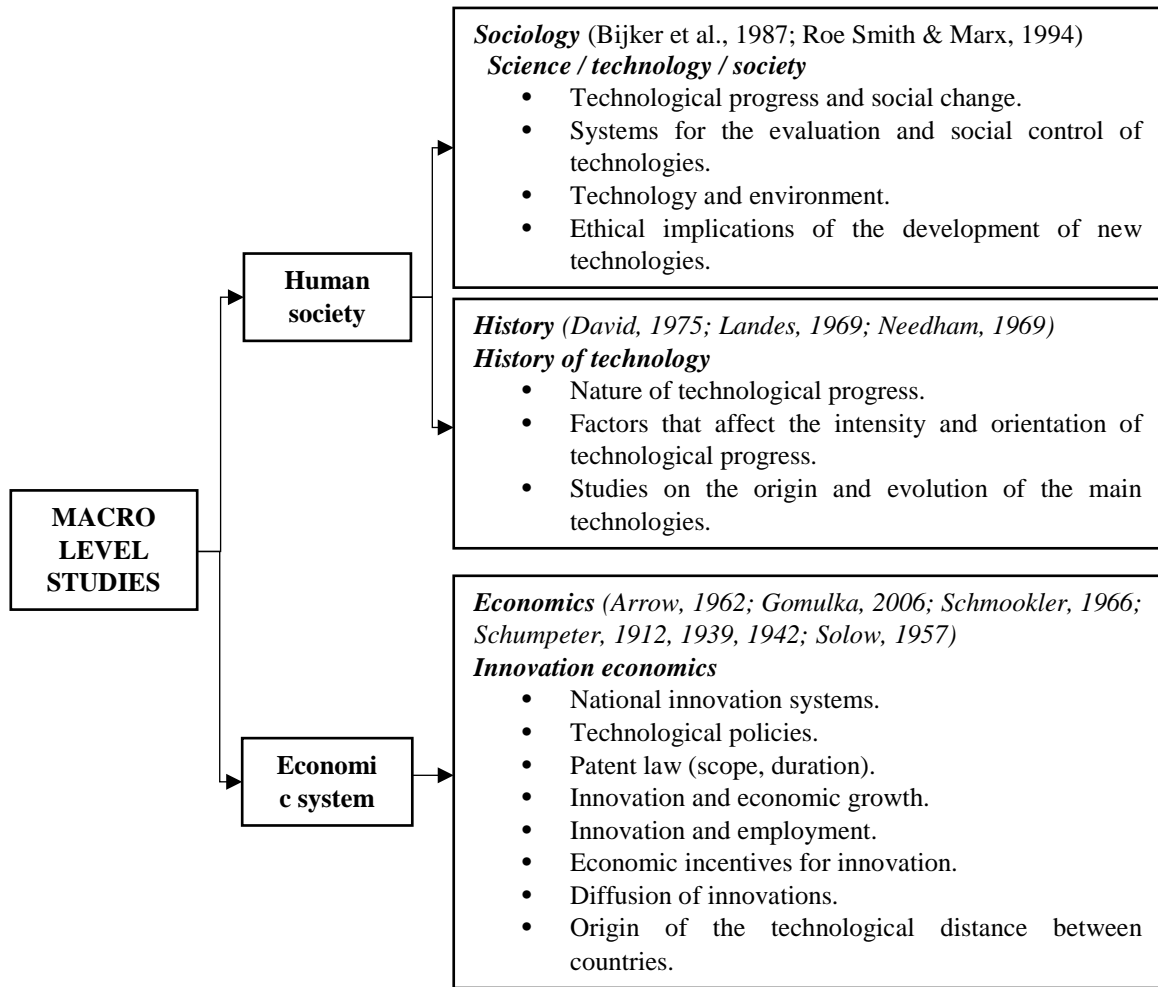 Sociology (Bijker et al., 1987; Roe Smith & Marx, 1994)
Science / technology / society
• Technological progress and social change.
• Systems for the evaluation and social control of
technologies.
• Technology and environment.
• Ethical implications of the development of new
technologies.
Human
society
History (David, 1975; Landes, 1969; Needham, 1969)
History of technology
• Nature of technological progress.
• Factors that affect the intensity and orientation of
technological progress.
• Studies on the origin and evolution of the main
technologies.
MACRO
LEVEL
STUDIES
Economics (Arrow, 1962; Gomulka, 2006; Schmookler, 1966;
Schumpeter, 1912, 1939, 1942; Solow, 1957)
Innovation economics
• National innovation systems.
• Technological policies.
• Patent law (scope, duration).
• Innovation and economic growth.
• Innovation and employment.
• Economic incentives for innovation.
• Diffusion of innovations.
• Origin of the technological distance between
countries.
Economi
c system